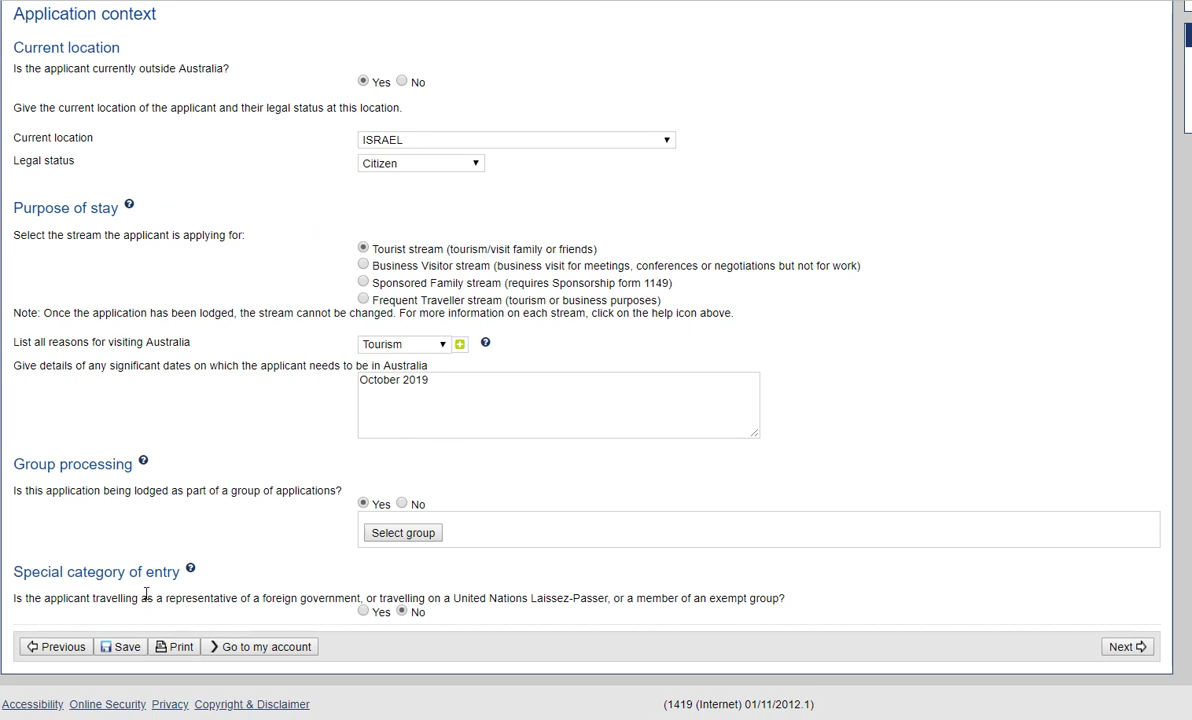 Application context
Current location
Is the applicant currently outside Australia?
Yes No
Give the current location of the applicant and their legal status at this location.
Current location ISRAEL
Legal status Citizen
Purpose of stay
Select the stream the applicant is applying for:
Tourist stream (tourism/visit family or friends)
Business Visitor stream (business visit for meetings, conferences or negotiations but not for work)
Sponsored Family stream (requires Sponsorship form 1149)
Frequent Traveller stream (tourism or business purposes)
Note: Once the application has been lodged, the stream cannot be changed. For more information on each stream, click on the help icon above.
List all reasons for visiting Australia Tourism
Give details of any significant dates on which the applicant needs to be in Australia
October 2019
Group processing
Is this application being lodged as part of a group of applications?
Yes No
Select group
Special category of entry
Is the applicant travelling as a representative of a foreign government, or travelling on a United Nations Laissez-Passer, or a member of an exempt group?
Yes No
Previous Save Print Go to my account Next
Accessibility Online Security Privacy Copyright & Disclaimer (1419 (Internet) 01/11/2012.1)